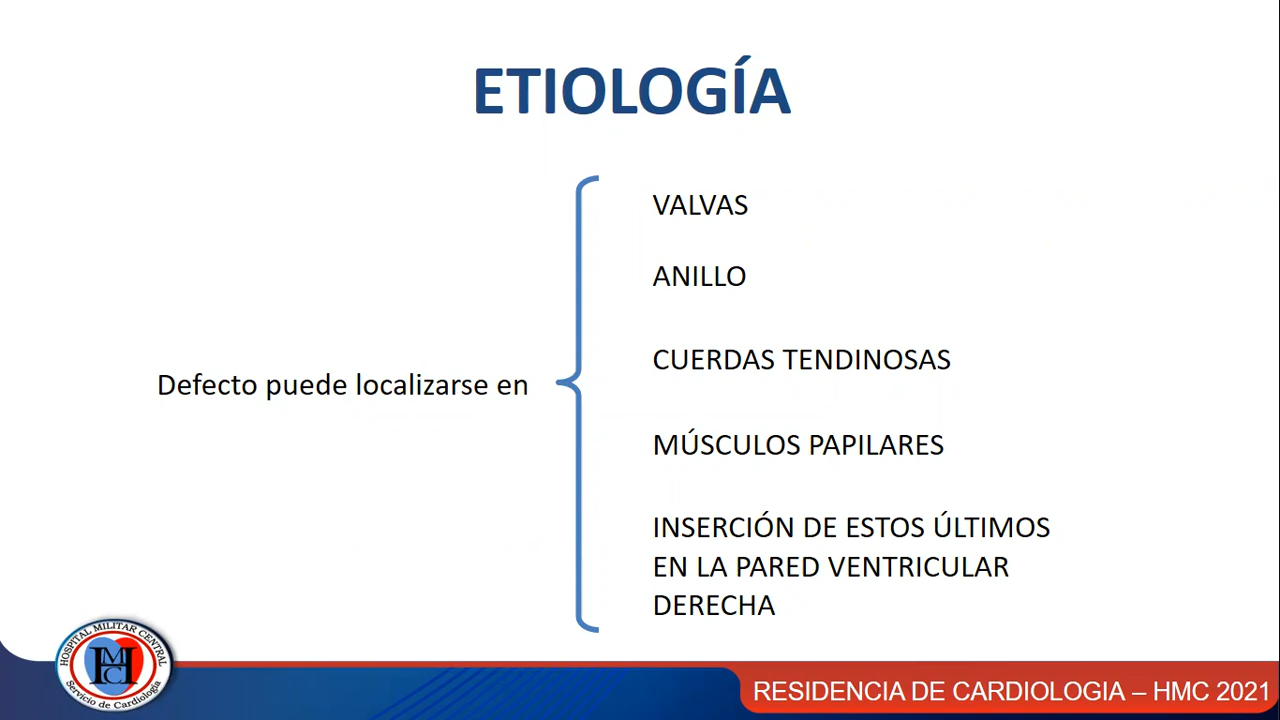 ETIOLOGÍA
Defecto puede localizarse en
VALVAS
ANILLO
CUERDAS TENDINOSAS
MÚSCULOS PAPILARES
INSERCIÓN DE ESTOS ÚLTIMOS
EN LA PARED VENTRICULAR
DERECHA
HOSPITAL MILITAR CENTRAL
HMC
Servicio de Cardiología
RESIDENCIA DE CARDIOLOGIA – HMC 2021